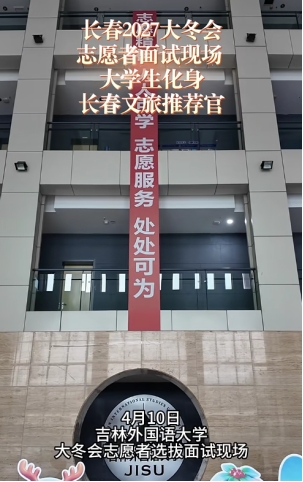 长春2027大冬会
志愿者面试现场
大学生化身
长春文旅推荐官
学 志愿服务 处处可为
INTERNATIONAL STUDIES
4月10日
吉林外国语大学
JISU
大冬会志愿者选拔面试现场